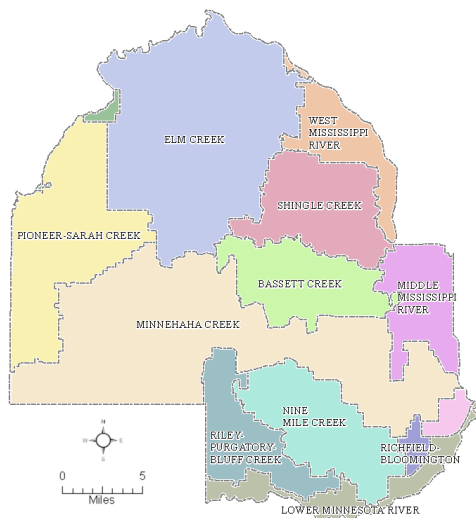 WEST
MISSISSIPPI
RIVER
ELM CREEK
SHINGLE CREEK
PIONEER-SARAH CREEK
BASSETT CREEK
MIDDLE
MISSISSIPPI
RIVER
MINNEHAHA CREEK
NINE
MILE CREEK
RILEY-
PURGATORY-
BLUFF CREEK
RICHFIELD-
BLOOMINGTON
LOWER MINNESOTA RIVER
N
W
E
S
0 5
Miles